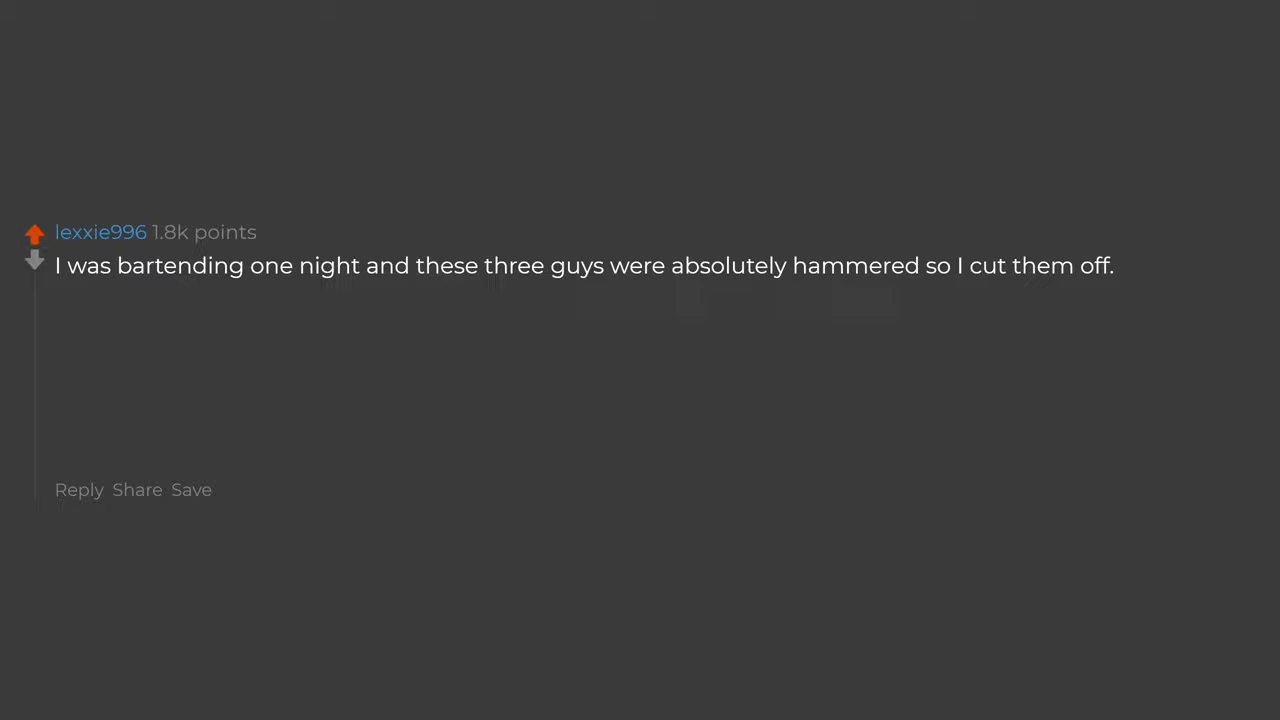 lexxie996 1.8k points
I was bartending one night and these three guys were absolutely hammered so I cut them off.
Reply Share Save